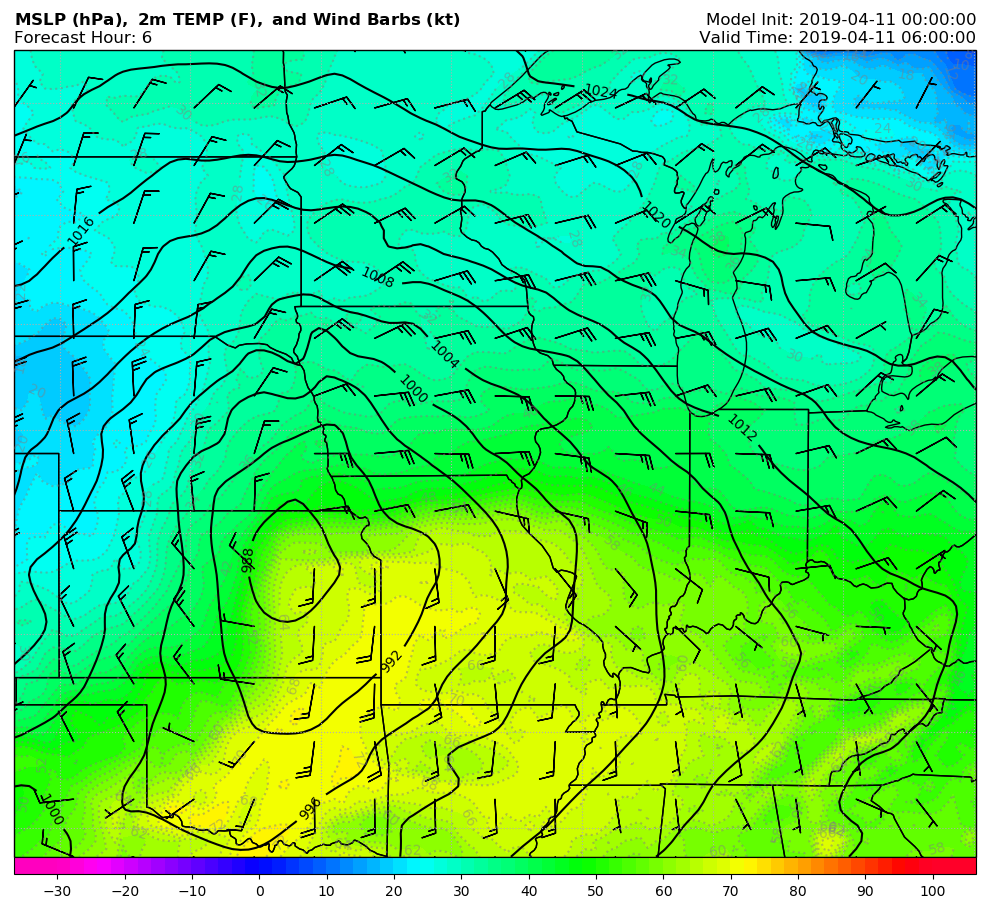 MSLP (hPa), 2m TEMP (F), and Wind Barbs (kt)
Model Init: 2019-04-11 00:00:00
Forecast Hour: 6
Valid Time: 2019-04-11 06:00:00
1024
1016
1020
1008
1004
1000
1012
988
992
996
1000
−30 −20 −10 0 10 20 30 40 50 60 70 80 90 100